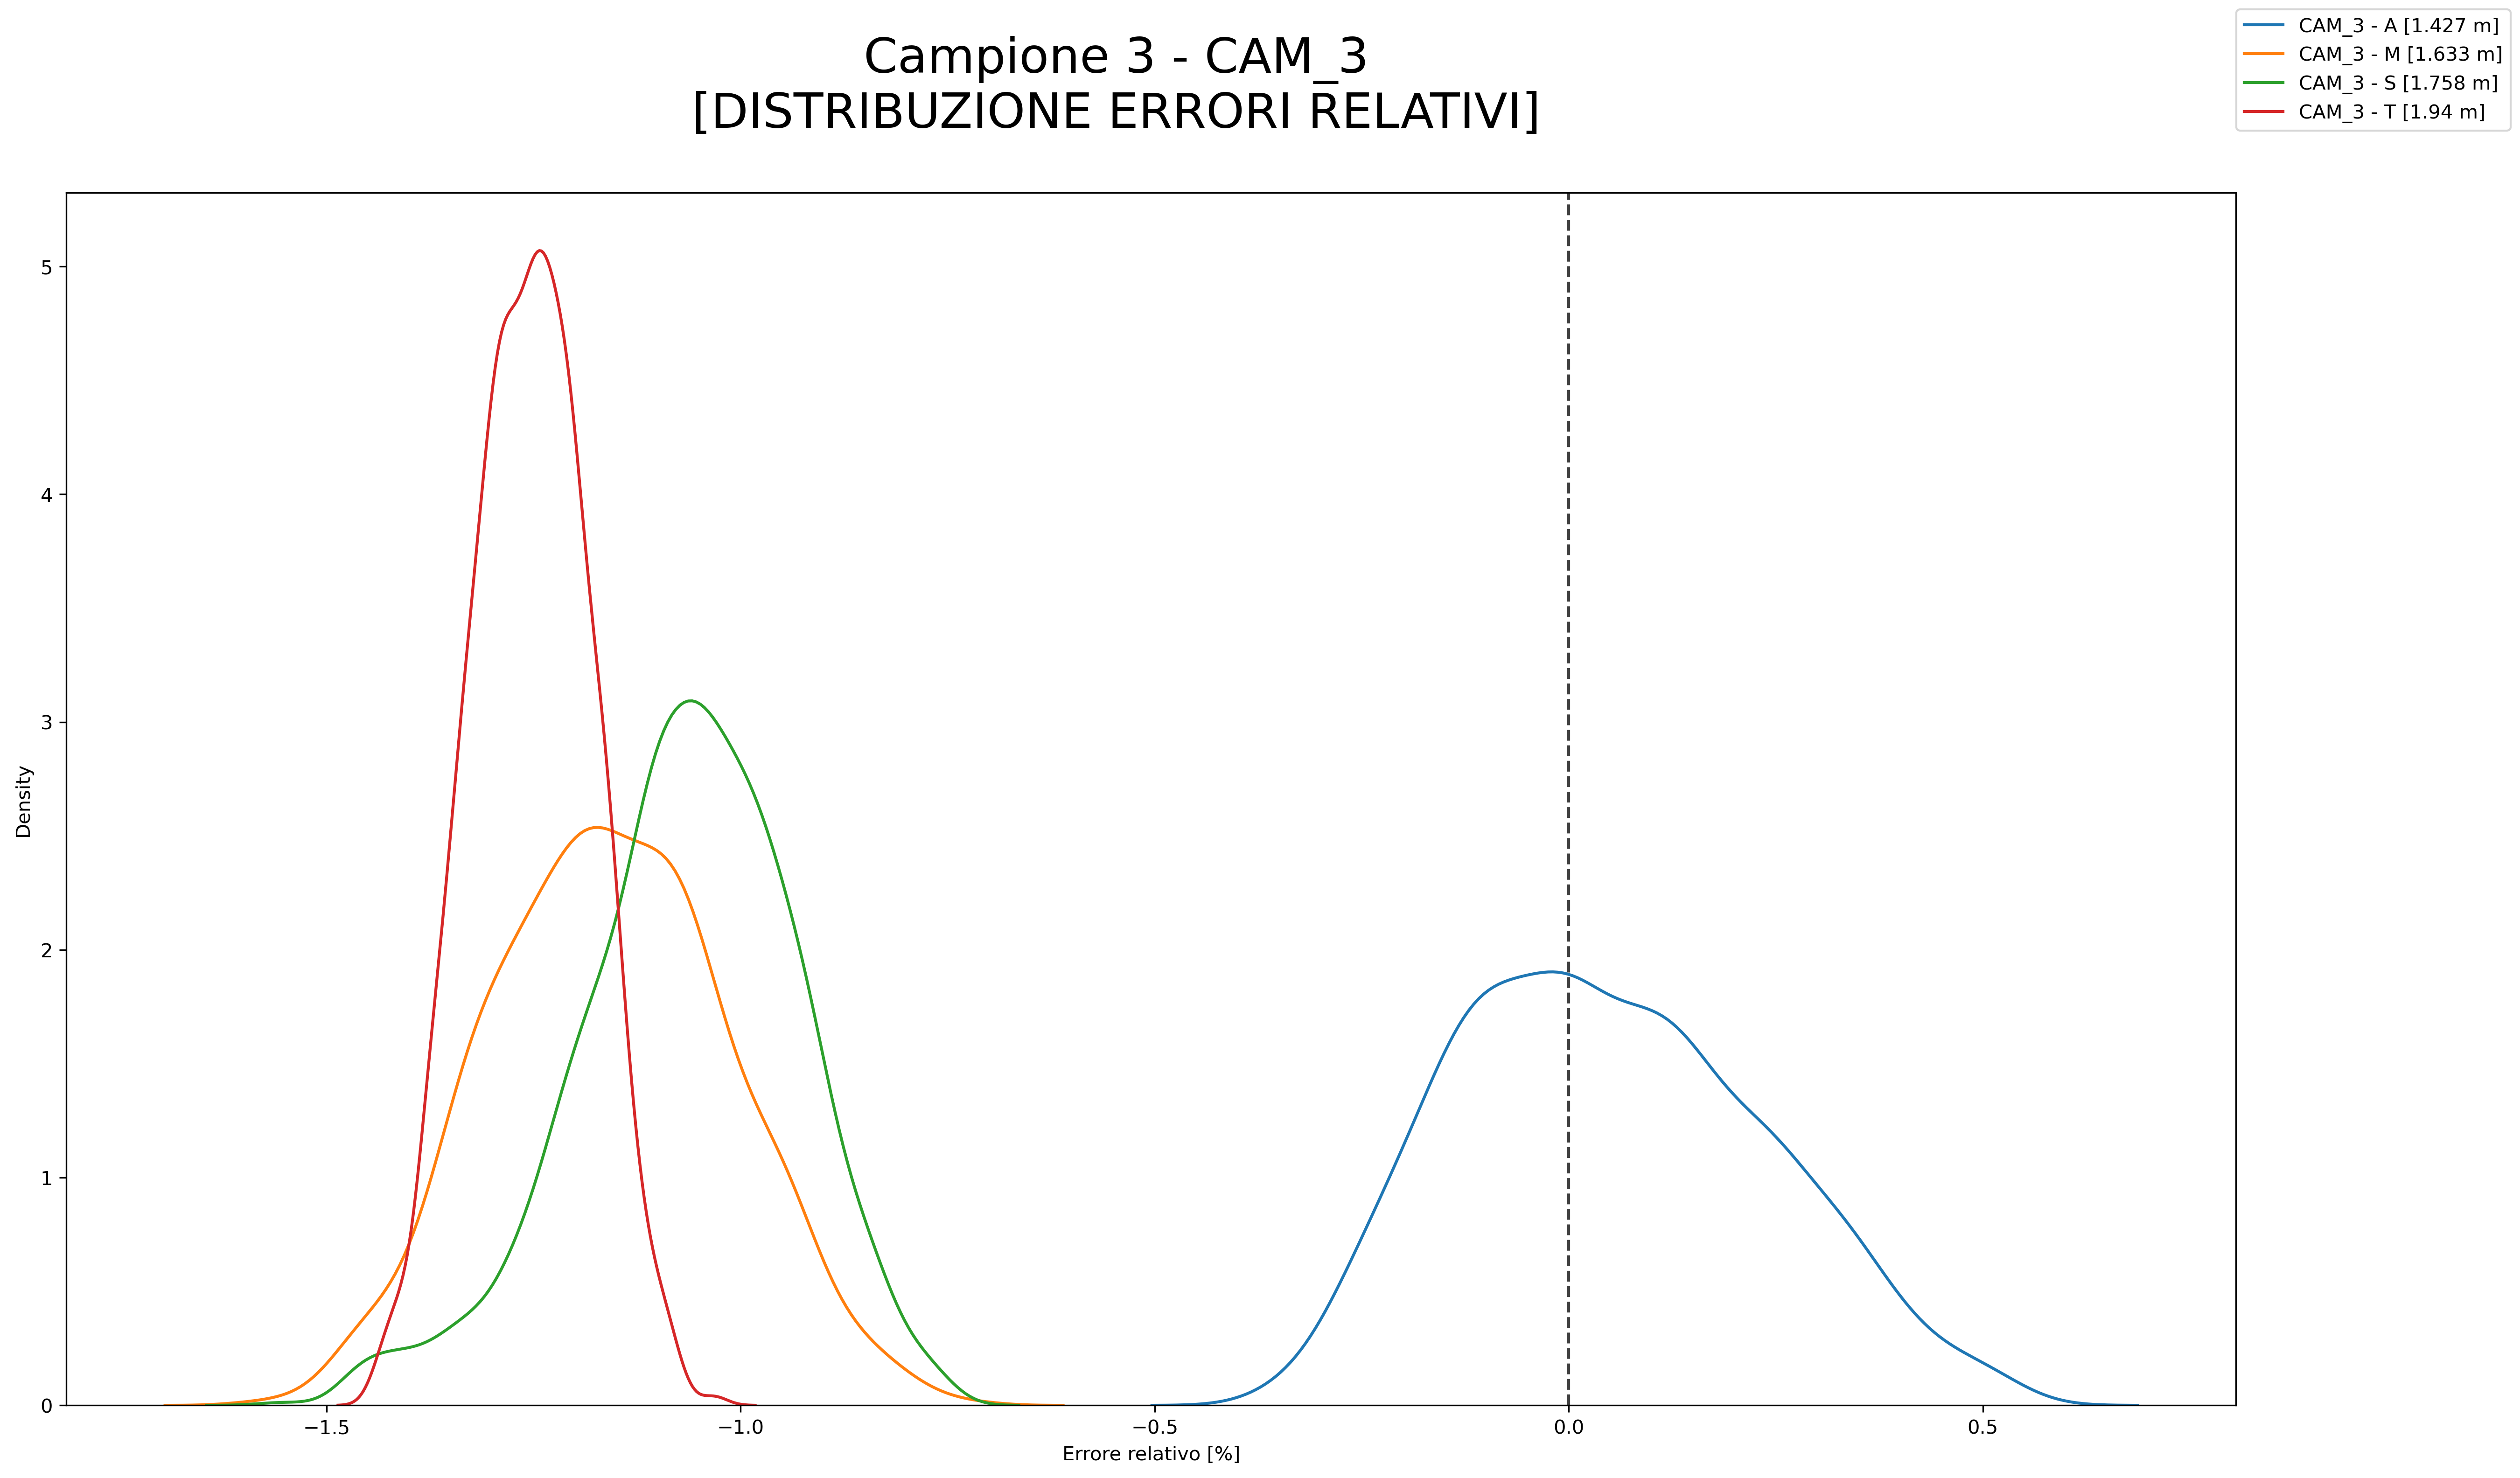 Campione 3 - CAM_3
[DISTRIBUZIONE ERRORI RELATIVI]
CAM_3 - A [1.427 m]
CAM_3 - M [1.633 m]
CAM_3 - S [1.758 m]
CAM_3 - T [1.94 m]
Density
5
4
3
2
1
0
−1.5
−1.0
−0.5
0.0
0.5
Errore relativo [%]